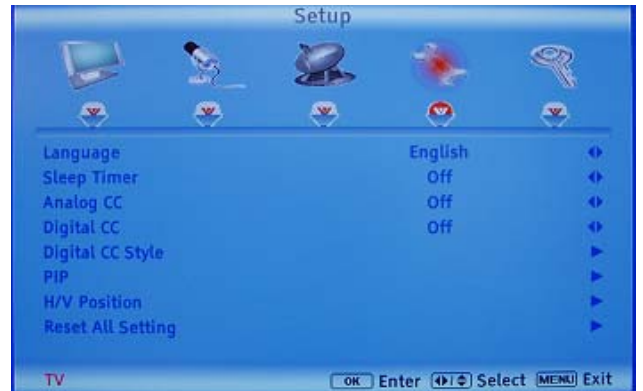 Setup
Language English
Sleep Timer Off
Analog CC Off
Digital CC Off
Digital CC Style
PIP
H/V Position
Reset All Setting
TV OK Enter Select MENU Exit